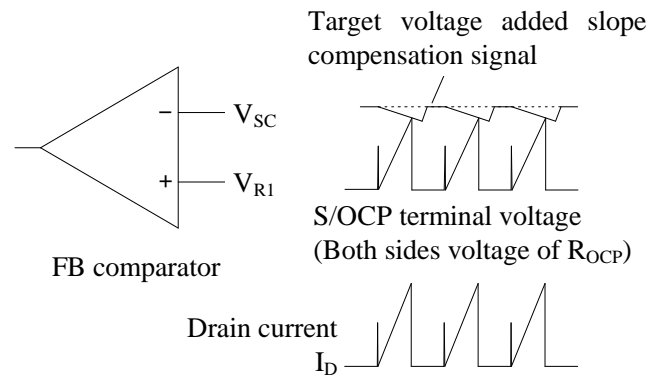 Target voltage added slope
compensation signal
−
V_SC
+
V_R1
FB comparator
S/OCP terminal voltage
(Both sides voltage of R_OCP)
Drain current
I_D